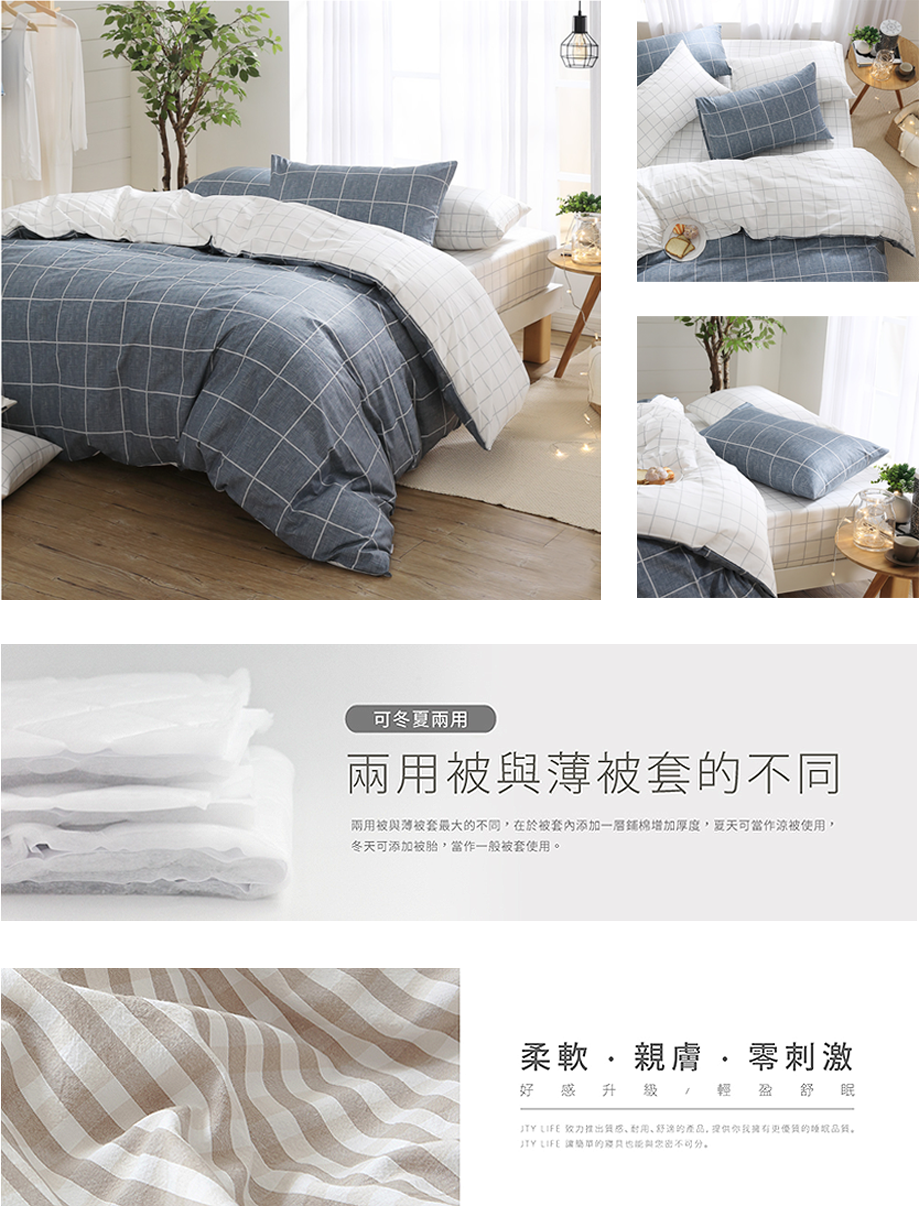 可冬夏兩用
兩用被與薄被套的不同
兩用被與薄被套最大的不同，在於被套內添加一層鋪棉增加厚度，夏天可當作涼被使用，
冬天可添加被胎，當作一般被套使用。
柔軟・親膚・零刺激
好感升級 / 輕盈舒眠
JTY LIFE 致力推出質感、耐用、舒適的產品，提供你我擁有更優質的睡眠品質。
JTY LIFE 讓簡單的寢具也能與您密不可分。